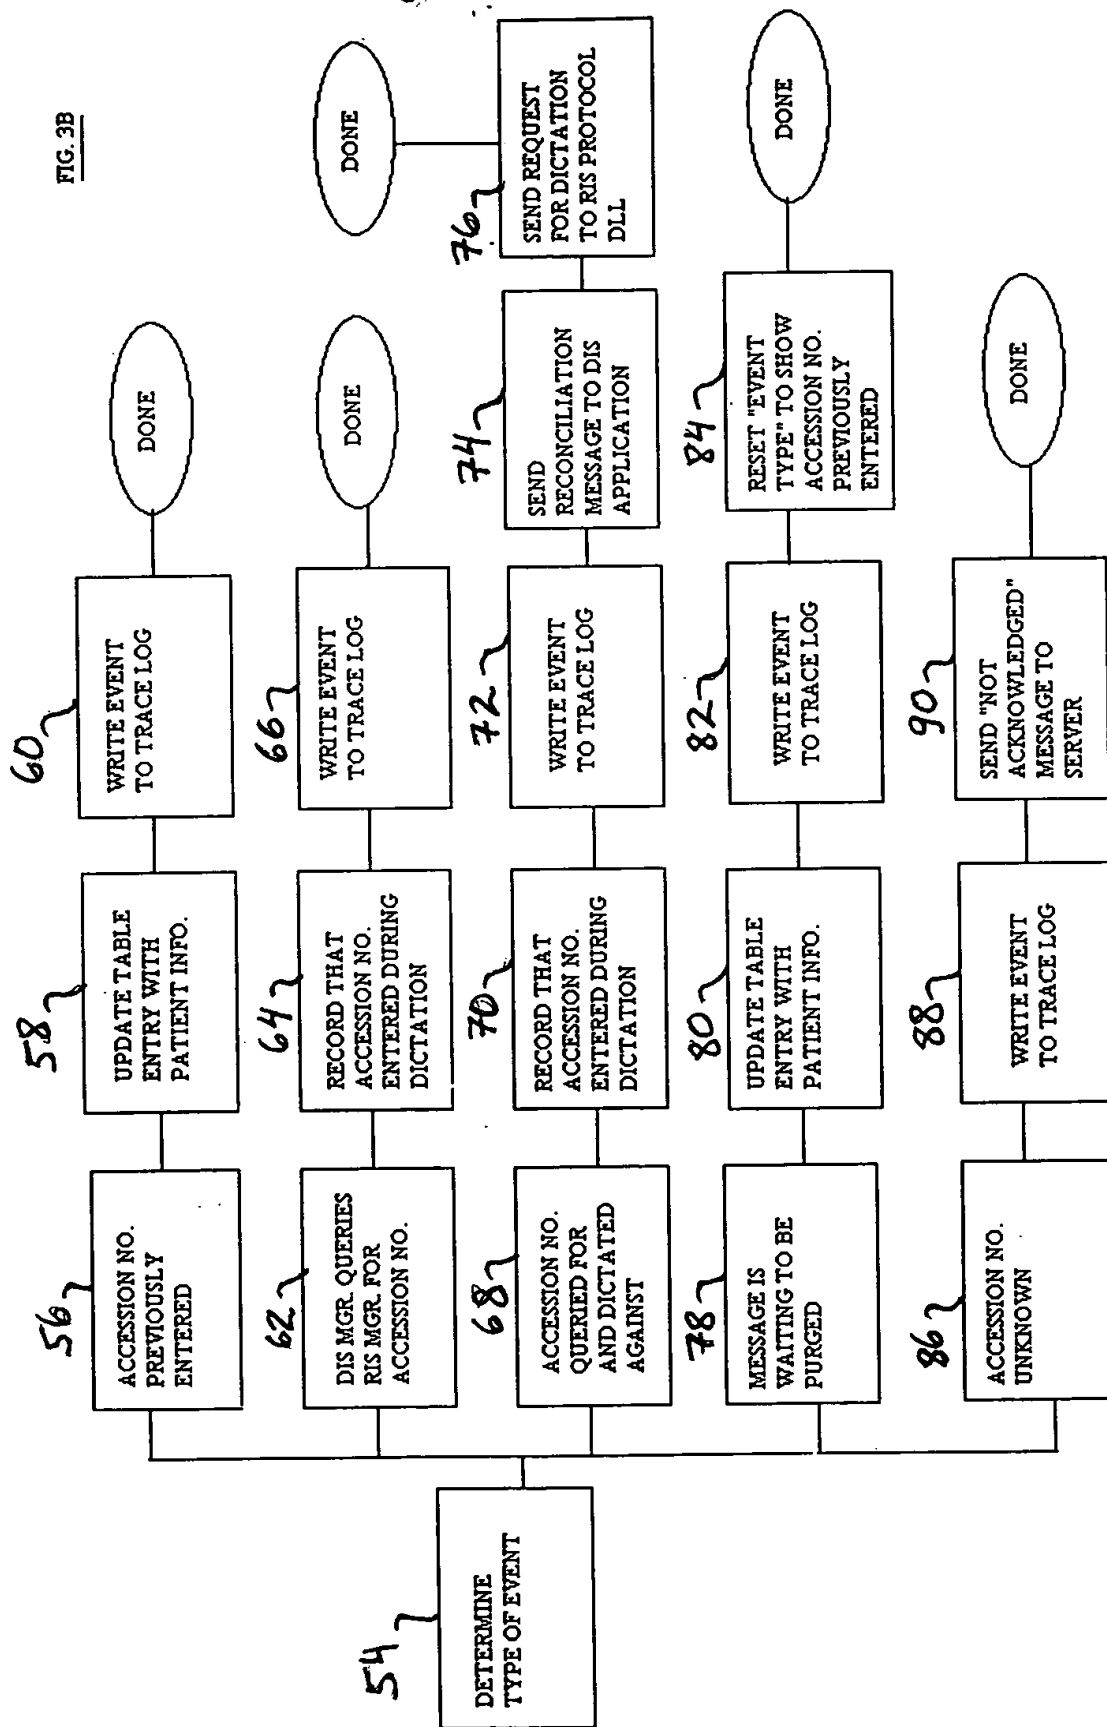 FIG. 3B
54
DETERMINE
TYPE OF EVENT
56
ACCESSION NO.
PREVIOUSLY
ENTERED
58
UPDATE TABLE
ENTRY WITH
PATIENT INFO.
60
WRITE EVENT
TO TRACE LOG
DONE
62
DIS MGR. QUERIES
RIS MGR. FOR
ACCESSION NO.
64
RECORD THAT
ACCESSION NO.
ENTERED DURING
DICTATION
66
WRITE EVENT
TO TRACE LOG
DONE
68
ACCESSION NO.
QUERIED FOR
AND DICTATED
AGAINST
70
RECORD THAT
ACCESSION NO.
ENTERED DURING
DICTATION
72
WRITE EVENT
TO TRACE LOG
74
SEND
RECONCILIATION
MESSAGE TO DIS
APPLICATION
76
SEND REQUEST
FOR DICTATION
TO RIS PROTOCOL
DLL
DONE
78
MESSAGE IS
WAITING TO BE
PURGED
80
UPDATE TABLE
ENTRY WITH
PATIENT INFO.
82
WRITE EVENT
TO TRACE LOG
84
RESET "EVENT
TYPE" TO SHOW
ACCESSION NO.
PREVIOUSLY
ENTERED
DONE
86
ACCESSION NO.
UNKNOWN
88
WRITE EVENT
TO TRACE LOG
90
SEND "NOT
ACKNOWLEDGED"
MESSAGE TO
SERVER
DONE